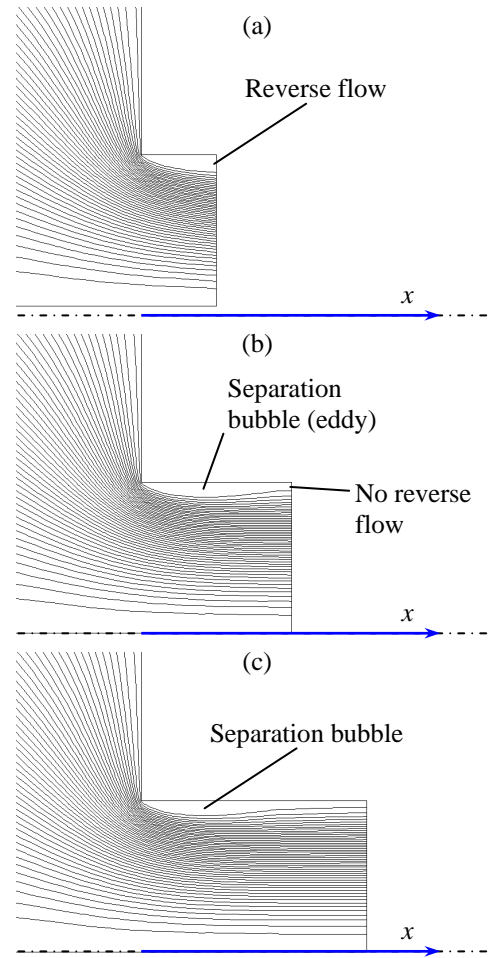 (a)
Reverse flow
x
(b)
Separation
bubble (eddy)
No reverse
flow
x
(c)
Separation bubble
x